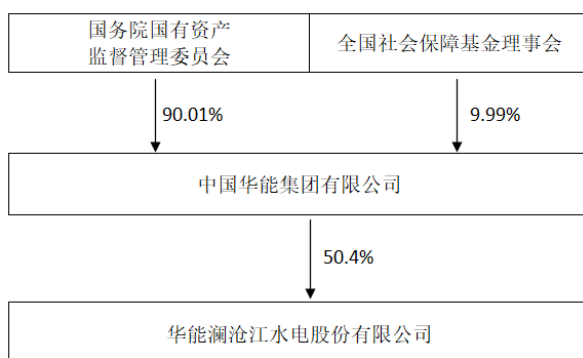 国务院国有资产
监督管理委员会
全国社会保障基金理事会
90.01%
9.99%
中国华能集团有限公司
50.4%
华能澜沧江水电股份有限公司